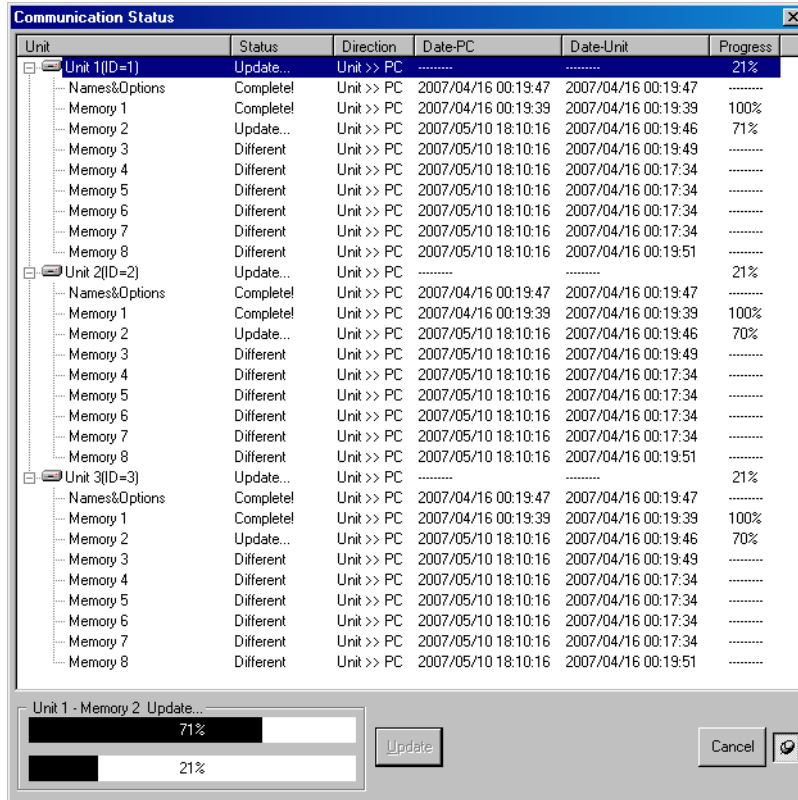 Communication Status
Unit Status Direction Date-PC Date-Unit Progress
Unit 1(ID=1) Update... Unit >> PC --------- --------- 21%
Names&Options Complete! Unit >> PC 2007/04/16 00:19:47 2007/04/16 00:19:47 ---------
Memory 1 Complete! Unit >> PC 2007/04/16 00:19:39 2007/04/16 00:19:39 100%
Memory 2 Update... Unit >> PC 2007/05/10 18:10:16 2007/04/16 00:19:46 71%
Memory 3 Different Unit >> PC 2007/05/10 18:10:16 2007/04/16 00:19:49 ---------
Memory 4 Different Unit >> PC 2007/05/10 18:10:16 2007/04/16 00:17:34 ---------
Memory 5 Different Unit >> PC 2007/05/10 18:10:16 2007/04/16 00:17:34 ---------
Memory 6 Different Unit >> PC 2007/05/10 18:10:16 2007/04/16 00:17:34 ---------
Memory 7 Different Unit >> PC 2007/05/10 18:10:16 2007/04/16 00:17:34 ---------
Memory 8 Different Unit >> PC 2007/05/10 18:10:16 2007/04/16 00:19:51 ---------
Unit 2(ID=2) Update... Unit >> PC --------- --------- 21%
Names&Options Complete! Unit >> PC 2007/04/16 00:19:47 2007/04/16 00:19:47 ---------
Memory 1 Complete! Unit >> PC 2007/04/16 00:19:39 2007/04/16 00:19:39 100%
Memory 2 Update... Unit >> PC 2007/05/10 18:10:16 2007/04/16 00:19:46 70%
Memory 3 Different Unit >> PC 2007/05/10 18:10:16 2007/04/16 00:19:49 ---------
Memory 4 Different Unit >> PC 2007/05/10 18:10:16 2007/04/16 00:17:34 ---------
Memory 5 Different Unit >> PC 2007/05/10 18:10:16 2007/04/16 00:17:34 ---------
Memory 6 Different Unit >> PC 2007/05/10 18:10:16 2007/04/16 00:17:34 ---------
Memory 7 Different Unit >> PC 2007/05/10 18:10:16 2007/04/16 00:17:34 ---------
Memory 8 Different Unit >> PC 2007/05/10 18:10:16 2007/04/16 00:19:51 ---------
Unit 3(ID=3) Update... Unit >> PC --------- --------- 21%
Names&Options Complete! Unit >> PC 2007/04/16 00:19:47 2007/04/16 00:19:47 ---------
Memory 1 Complete! Unit >> PC 2007/04/16 00:19:39 2007/04/16 00:19:39 100%
Memory 2 Update... Unit >> PC 2007/05/10 18:10:16 2007/04/16 00:19:46 70%
Memory 3 Different Unit >> PC 2007/05/10 18:10:16 2007/04/16 00:19:49 ---------
Memory 4 Different Unit >> PC 2007/05/10 18:10:16 2007/04/16 00:17:34 ---------
Memory 5 Different Unit >> PC 2007/05/10 18:10:16 2007/04/16 00:17:34 ---------
Memory 6 Different Unit >> PC 2007/05/10 18:10:16 2007/04/16 00:17:34 ---------
Memory 7 Different Unit >> PC 2007/05/10 18:10:16 2007/04/16 00:17:34 ---------
Memory 8 Different Unit >> PC 2007/05/10 18:10:16 2007/04/16 00:19:51 ---------
Unit 1 - Memory 2 Update...
71%
21%
Update
Cancel